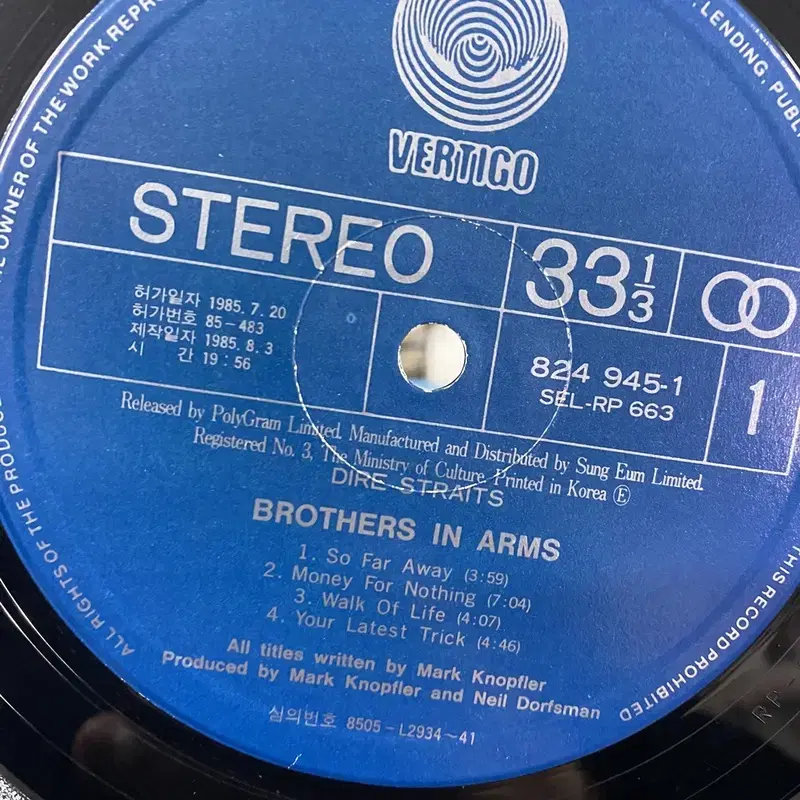 OWNER OF THE WORK REPRO
LENDING, PUBL
VERTIGO
STEREO
33 1/3
허가일자 1985. 7. 20
허가번호 85-483
제작일자 1985. 8. 3
시 간 19 : 56
824 945-1
SEL-RP 663
1
Released by PolyGram Limited. Manufactured and Distributed by Sung Eum Limited.
Registered No. 3, The Ministry of Culture. Printed in Korea Ⓔ
DIRE STRAITS
BROTHERS IN ARMS
1. So Far Away (3:59)
2. Money For Nothing (7:04)
3. Walk Of Life (4:07)
4. Your Latest Trick (4:46)
All titles written by Mark Knopfler
Produced by Mark Knopfler and Neil Dorfsman
심의번호 8505-L2934~41
ALL RIGHTS OF THE PRODUCE
THIS RECORD PROHIBITED
RP